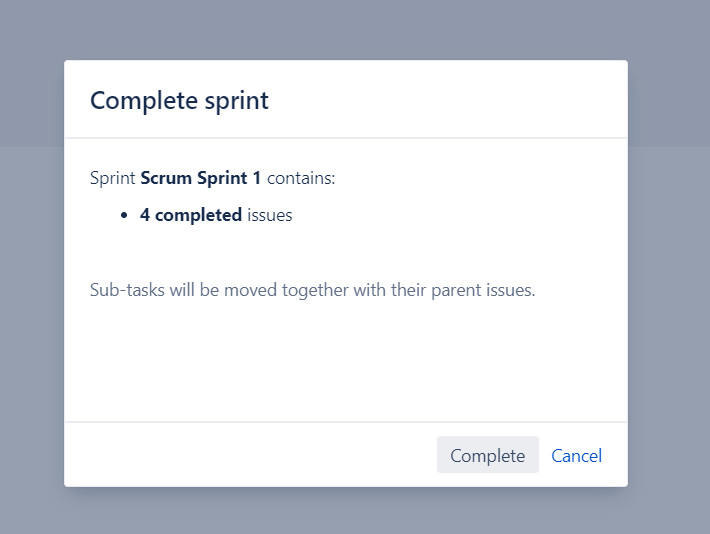 Complete sprint
Sprint Scrum Sprint 1 contains:
• 4 completed issues
Sub-tasks will be moved together with their parent issues.
Complete Cancel